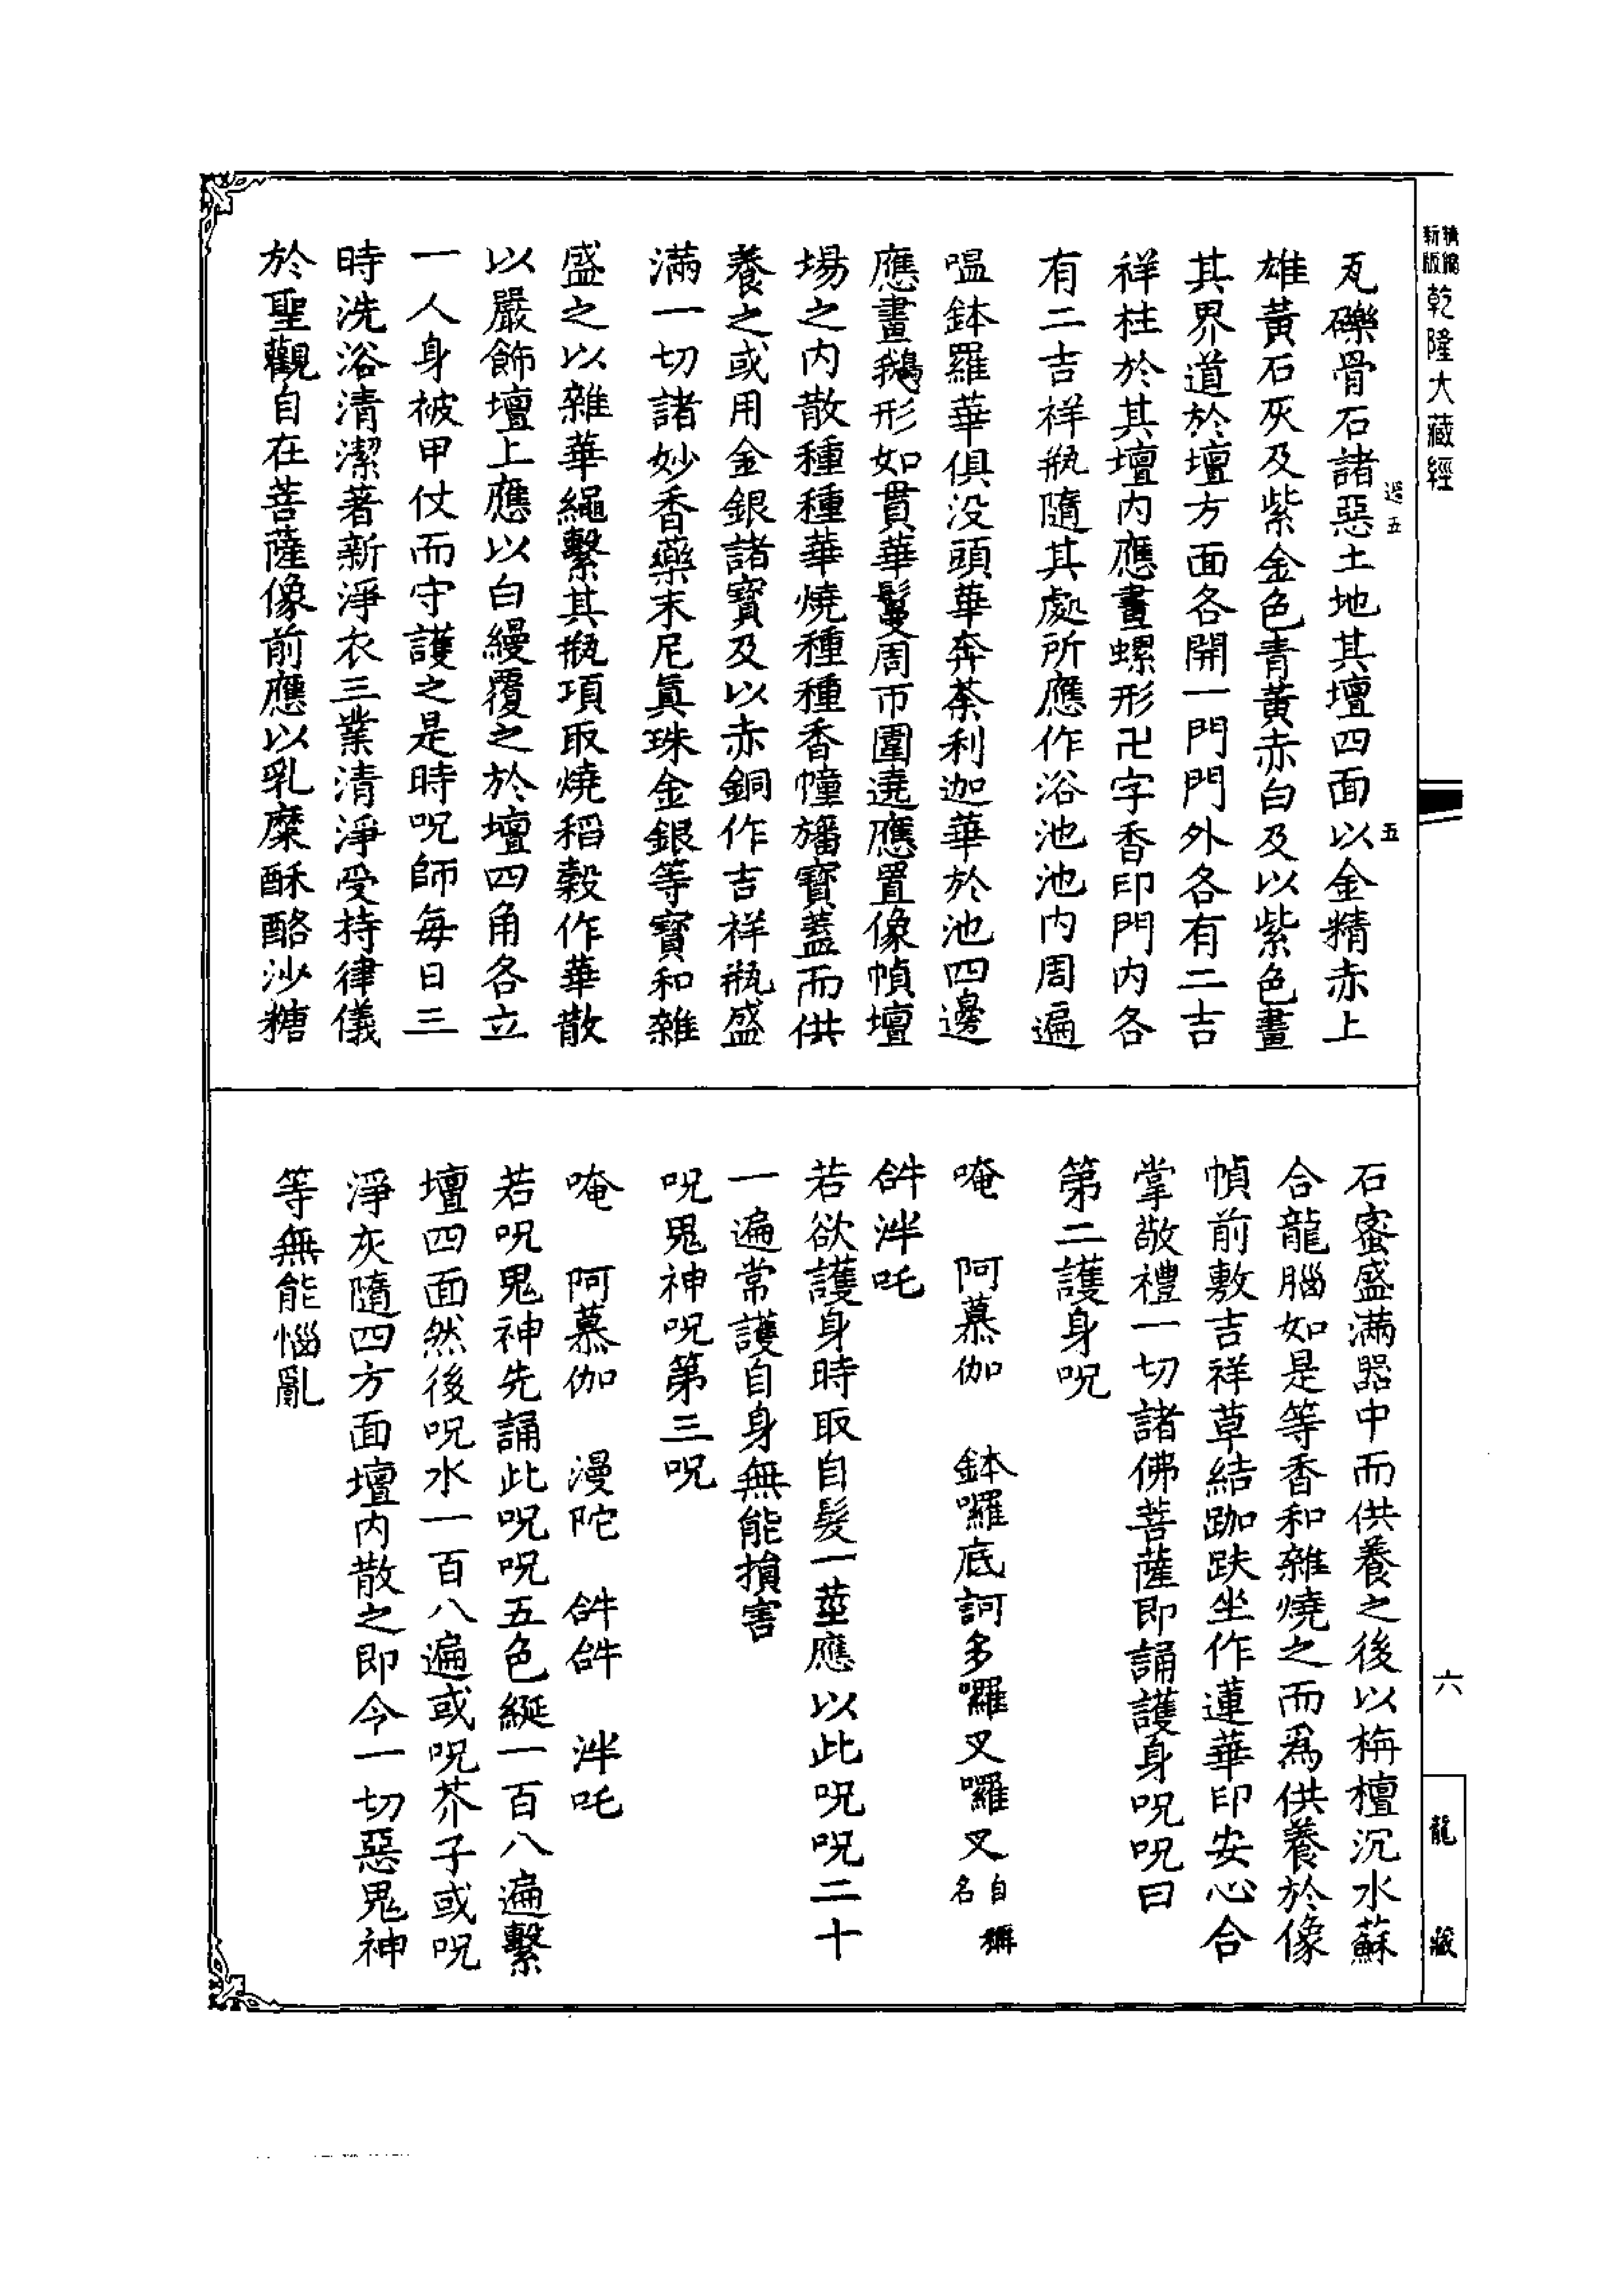 新編
新版
乾隆大藏經
瓦礫骨石諸惡土地其壇四面以金精赤上
雄黃石灰及紫金色青黃赤白及以紫色畫
其界道於壇方面各開一門門外各有二吉
祥柱於其壇內應畫螺形卍字香印門內各
有二吉祥瓶隨其處所應作浴池池內周遍
嗢鉢羅華俱没頭華奔荼利迦華於池四邊
應畫鵝形如貫華鬘周帀圍遶應置像幀壇
場之內散種種華燒種種香幢旛寶蓋而供
養之或用金銀諸寶及以赤銅作吉祥瓶盛
滿一切諸妙香藥末尼眞珠金銀等寶和雜
盛之以雜華繩繫其瓶項取燒稻穀作華散
以嚴飾壇上應以白縵覆之於壇四角各立
一人身被甲仗而守護之是時呪師每日三
時洗浴清潔著新淨衣三業清淨受持律儀
於聖觀自在菩薩像前應以乳糜酥酪沙糖
石蜜盛滿器中而供養之後以栴檀沉水蘇
合龍腦如是等香和雜燒之而爲供養於像
幀前敷吉祥草結跏趺坐作蓮華印安心合
掌敬禮一切諸佛菩薩即誦護身呪呪曰
第二護身呪
唵　阿慕伽　鉢囉底訶多囉叉囉叉自稱名
𤙖泮吒
若欲護身時取自髮一莖應以此呪呪二十
一遍常護自身無能損害
呪鬼神呪第三呪
唵　阿慕伽　漫陀　𤙖𤙖　泮吒
若呪鬼神先誦此呪呪五色綖一百八遍繫
壇四面然後呪水一百八遍或呪芥子或呪
淨灰隨四方面壇內散之即令一切惡鬼神
等無能惱亂
五
五
六
龍藏